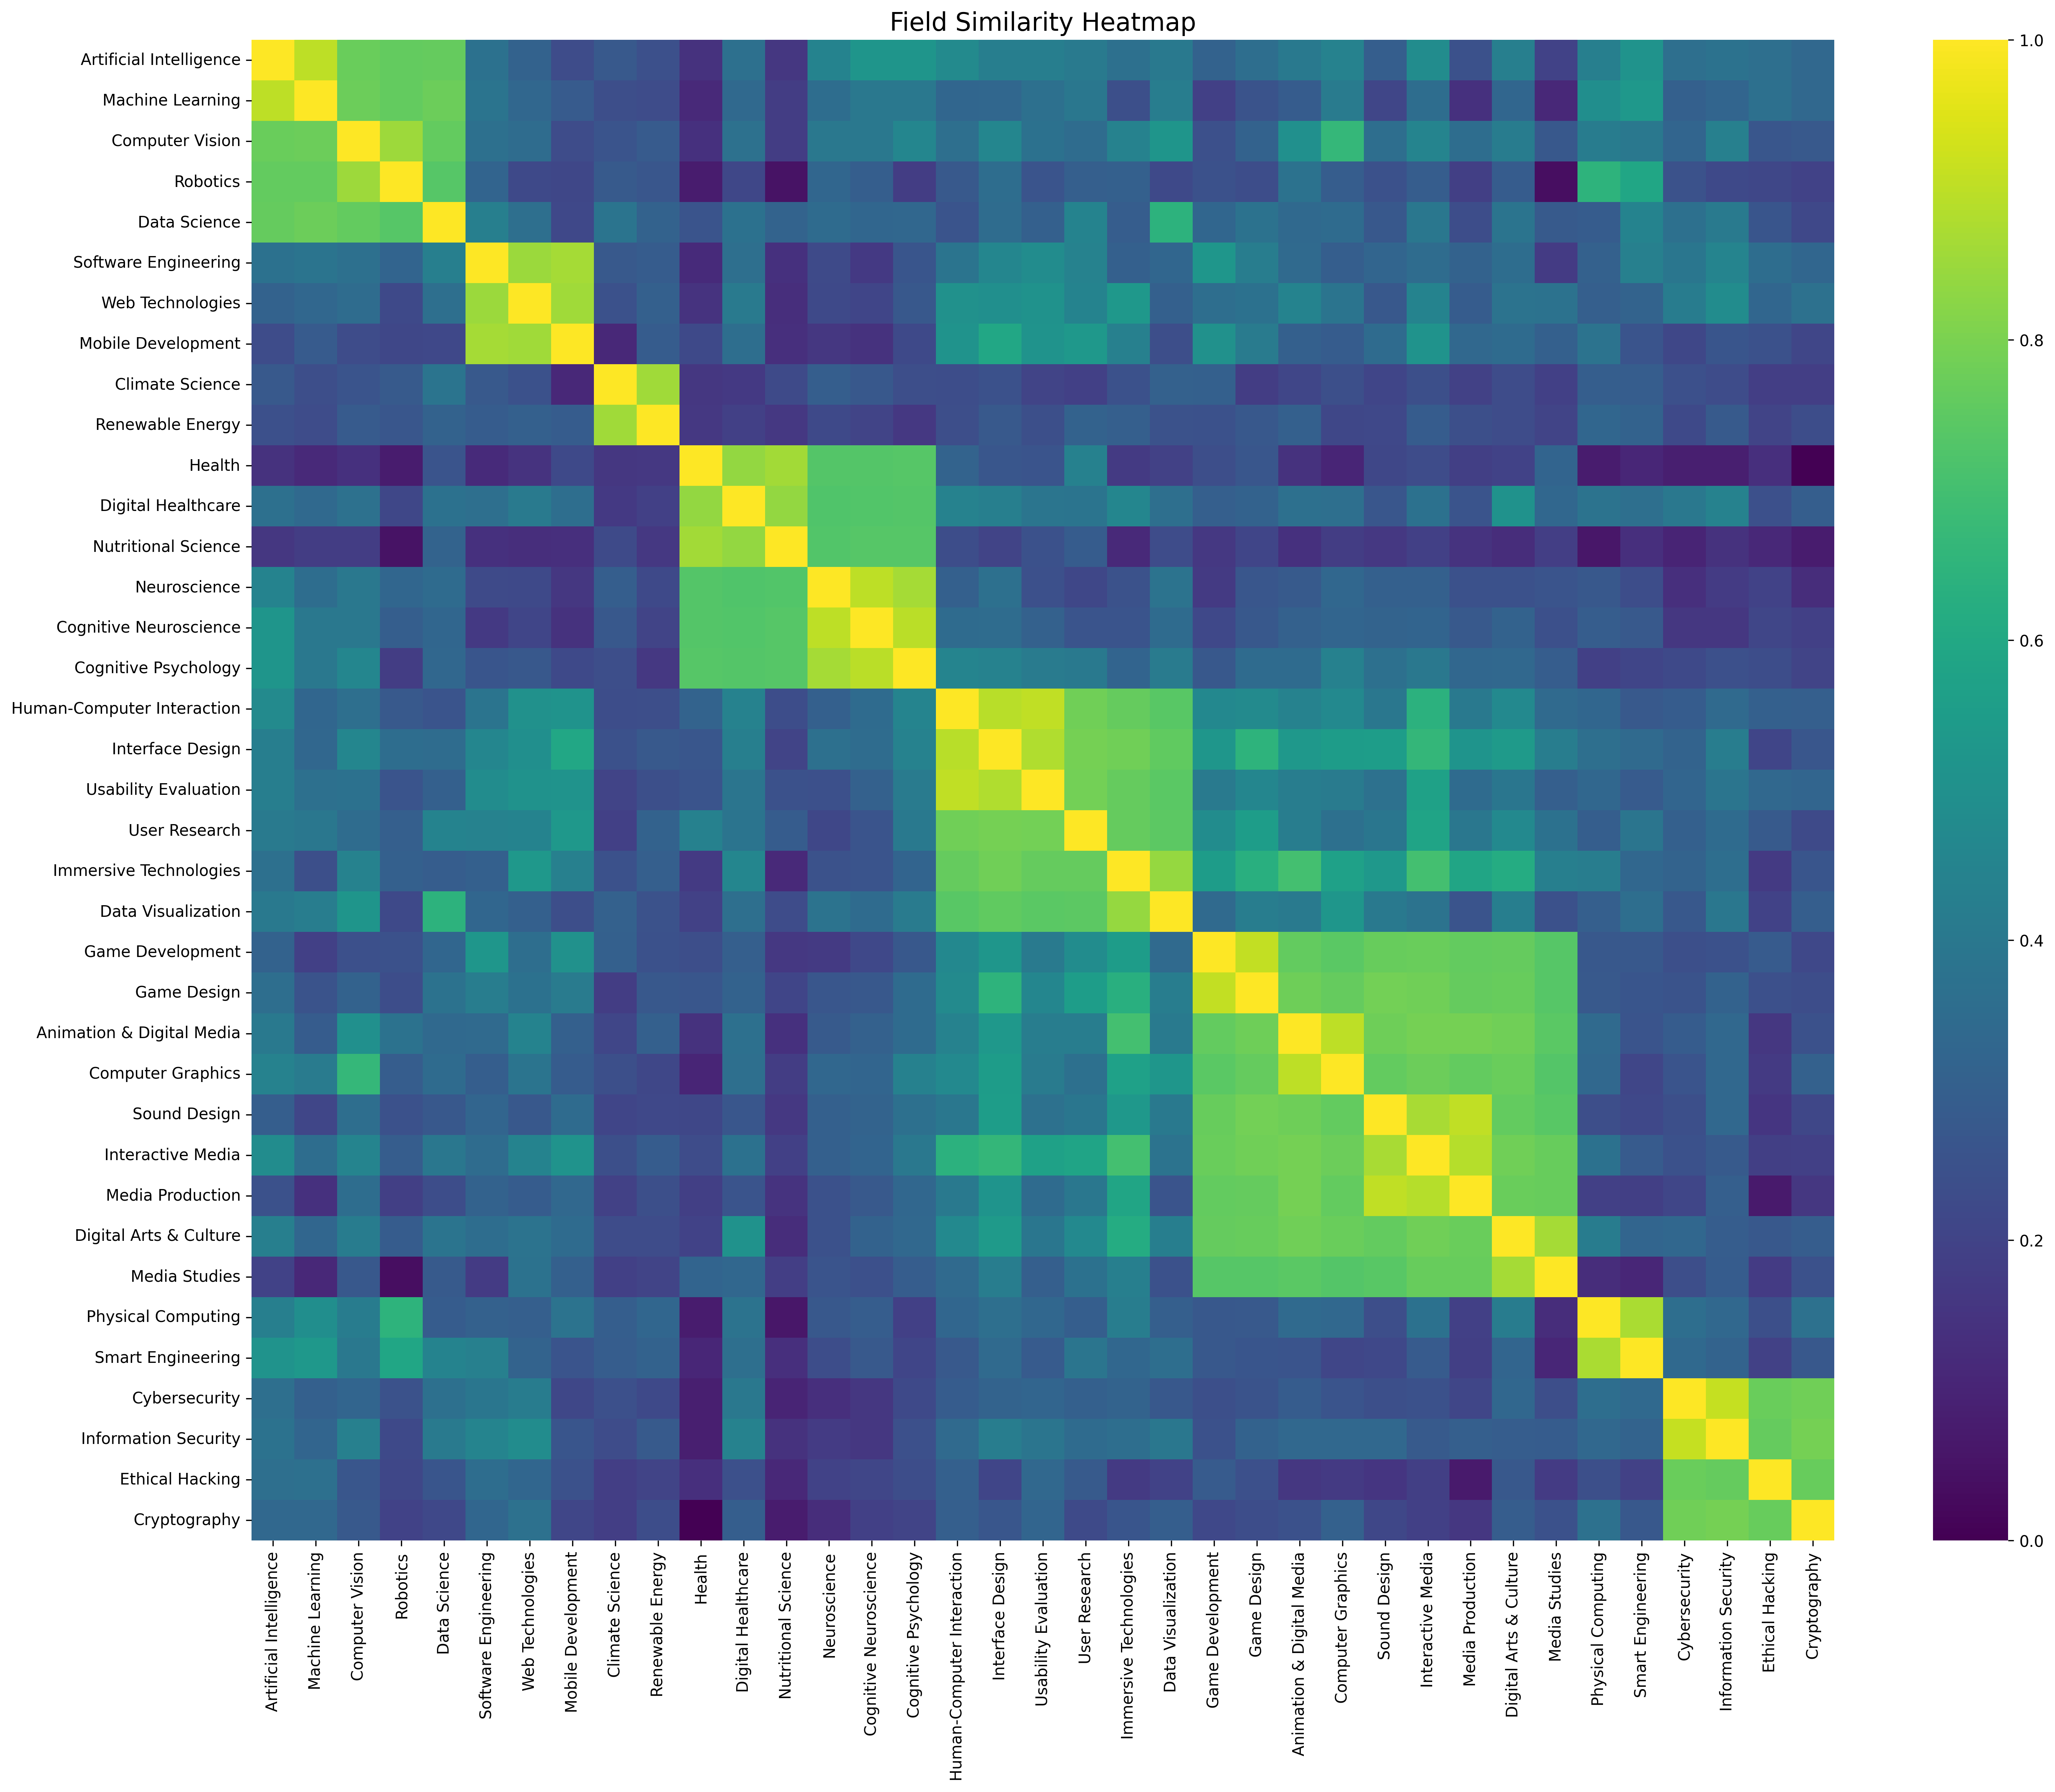 Field Similarity Heatmap
Artificial Intelligence
Machine Learning
Computer Vision
Robotics
Data Science
Software Engineering
Web Technologies
Mobile Development
Climate Science
Renewable Energy
Health
Digital Healthcare
Nutritional Science
Neuroscience
Cognitive Neuroscience
Cognitive Psychology
Human-Computer Interaction
Interface Design
Usability Evaluation
User Research
Immersive Technologies
Data Visualization
Game Development
Game Design
Animation & Digital Media
Computer Graphics
Sound Design
Interactive Media
Media Production
Digital Arts & Culture
Media Studies
Physical Computing
Smart Engineering
Cybersecurity
Information Security
Ethical Hacking
Cryptography
Artificial Intelligence
Machine Learning
Computer Vision
Robotics
Data Science
Software Engineering
Web Technologies
Mobile Development
Climate Science
Renewable Energy
Health
Digital Healthcare
Nutritional Science
Neuroscience
Cognitive Neuroscience
Cognitive Psychology
Human-Computer Interaction
Interface Design
Usability Evaluation
User Research
Immersive Technologies
Data Visualization
Game Development
Game Design
Animation & Digital Media
Computer Graphics
Sound Design
Interactive Media
Media Production
Digital Arts & Culture
Media Studies
Physical Computing
Smart Engineering
Cybersecurity
Information Security
Ethical Hacking
Cryptography
1.0
0.8
0.6
0.4
0.2
0.0